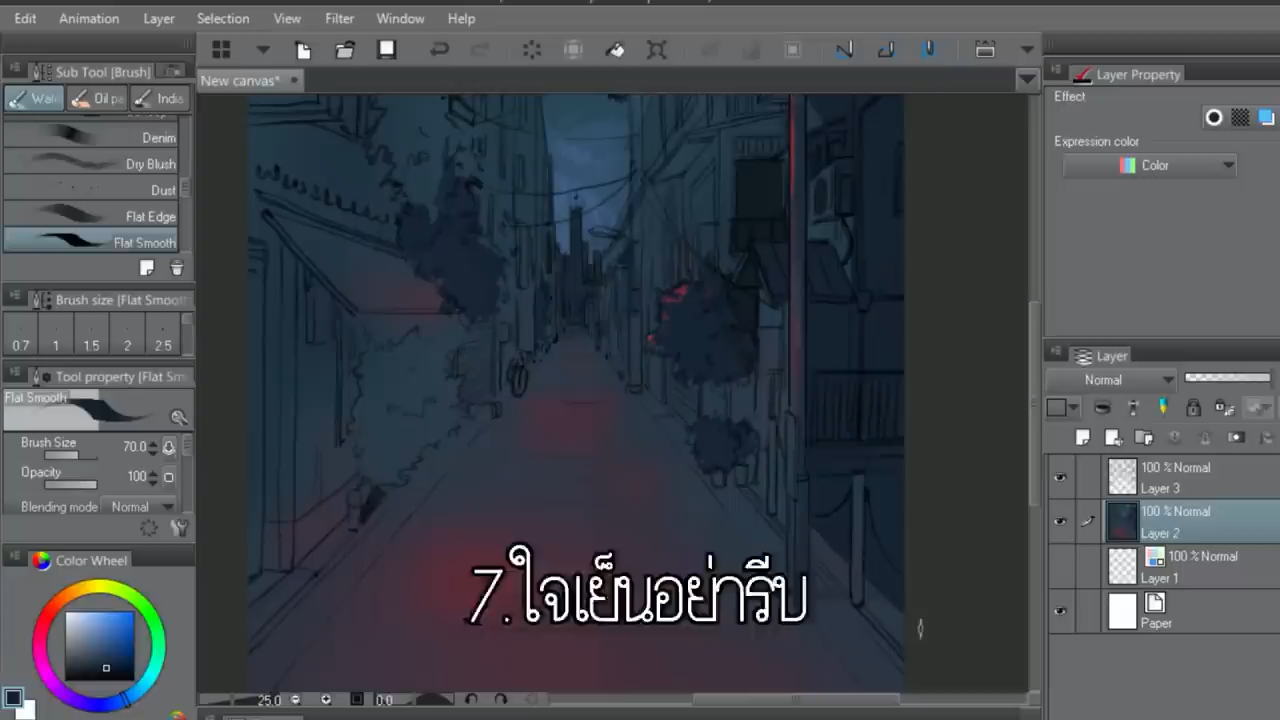 Edit Animation Layer Selection View Filter Window Help
Sub Tool [Brush]
Oil pa
New canvas*
Denim
Dry Blush
Dust
Flat Edge
Flat Smooth
Brush size [Flat Smoot
0.7 1 1.5 2 2.5
Tool property [Flat Sm
Flat Smooth
Brush Size 70.0
Opacity 100
Blending mode Normal
Color Wheel
7.ใจเย็นอย่ารีบ
25.0 0.0
Layer Property
Effect
Expression color
Color
Layer
Normal
100 % Normal
Layer 3
100 % Normal
Layer 2
100 % Normal
Layer 1
Paper